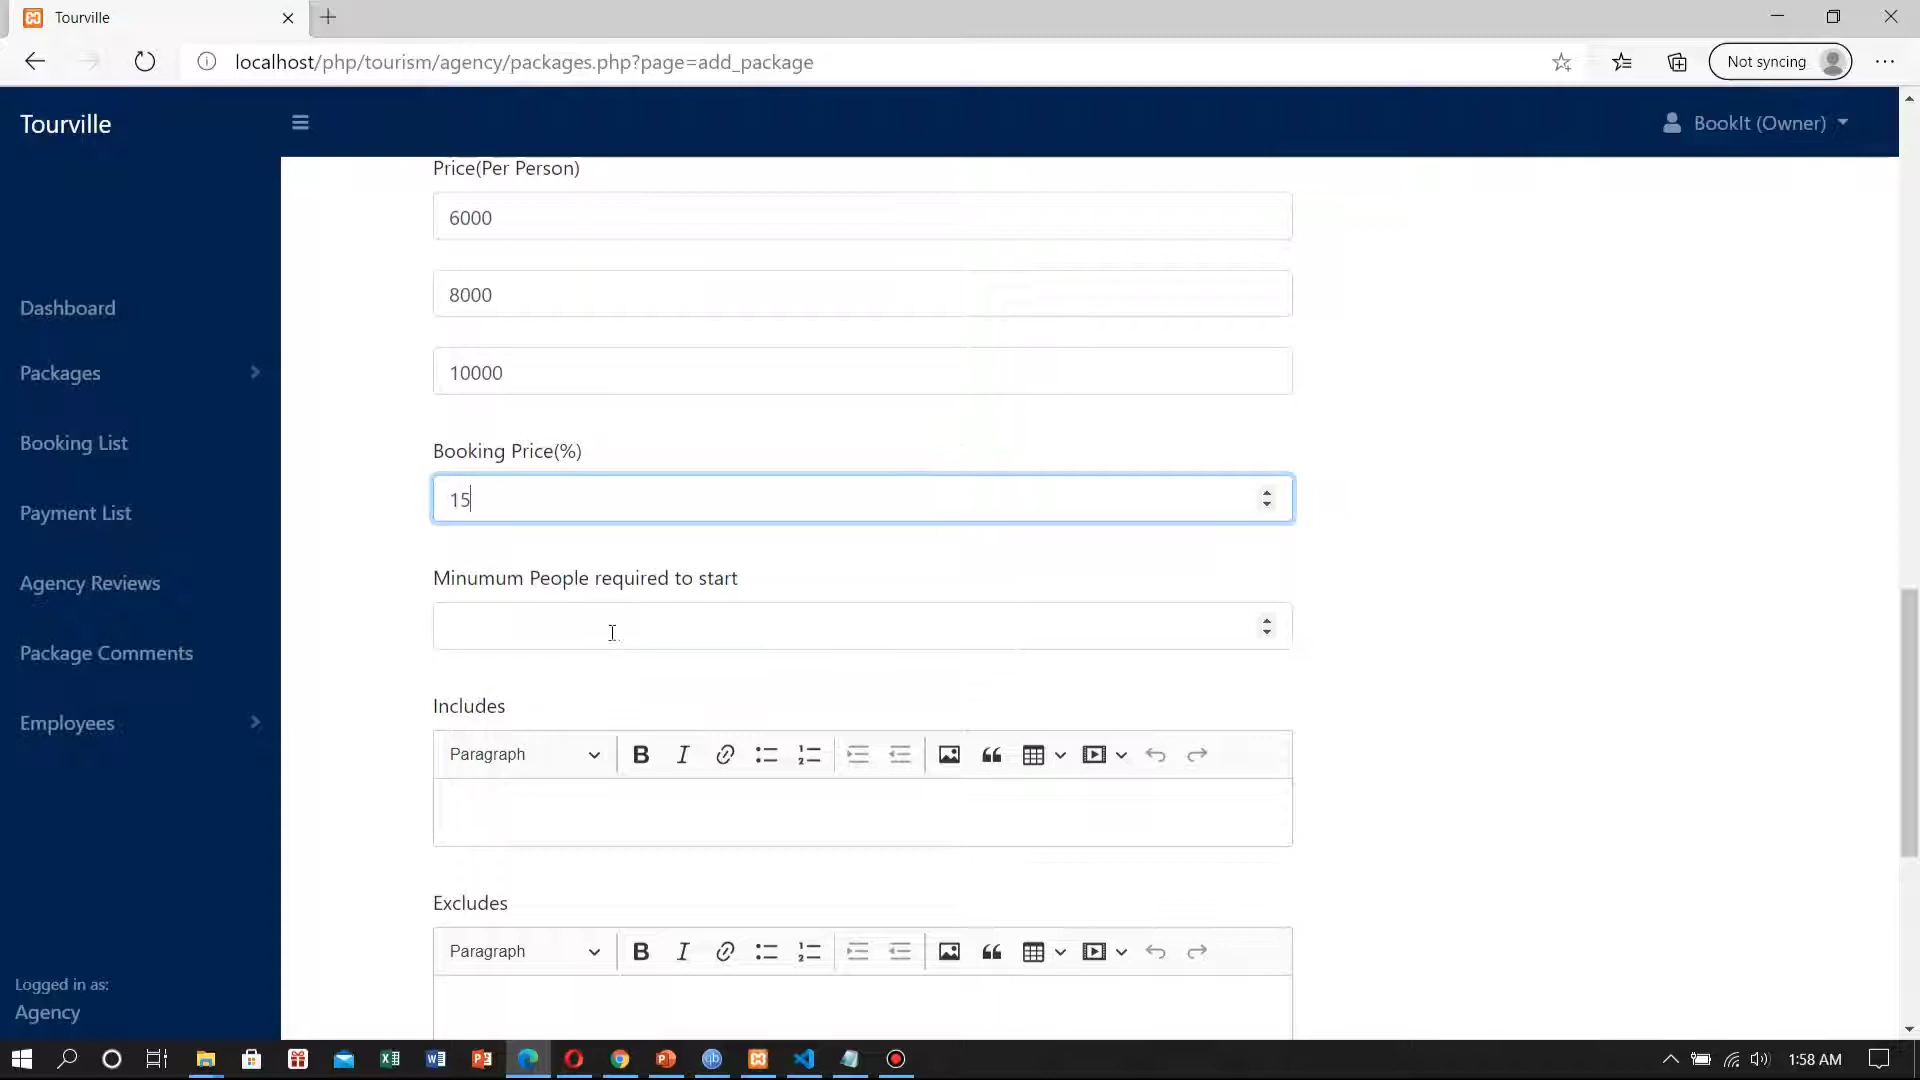 Tourville
localhost/php/tourism/agency/packages.php?page=add_package
Not syncing
Tourville
BookIt (Owner)
Dashboard
Packages
Booking List
Payment List
Agency Reviews
Package Comments
Employees
Logged in as:
Agency
Price(Per Person)
6000
8000
10000
Booking Price(%)
15
Minumum People required to start
Includes
Paragraph
Excludes
Paragraph
1:58 AM